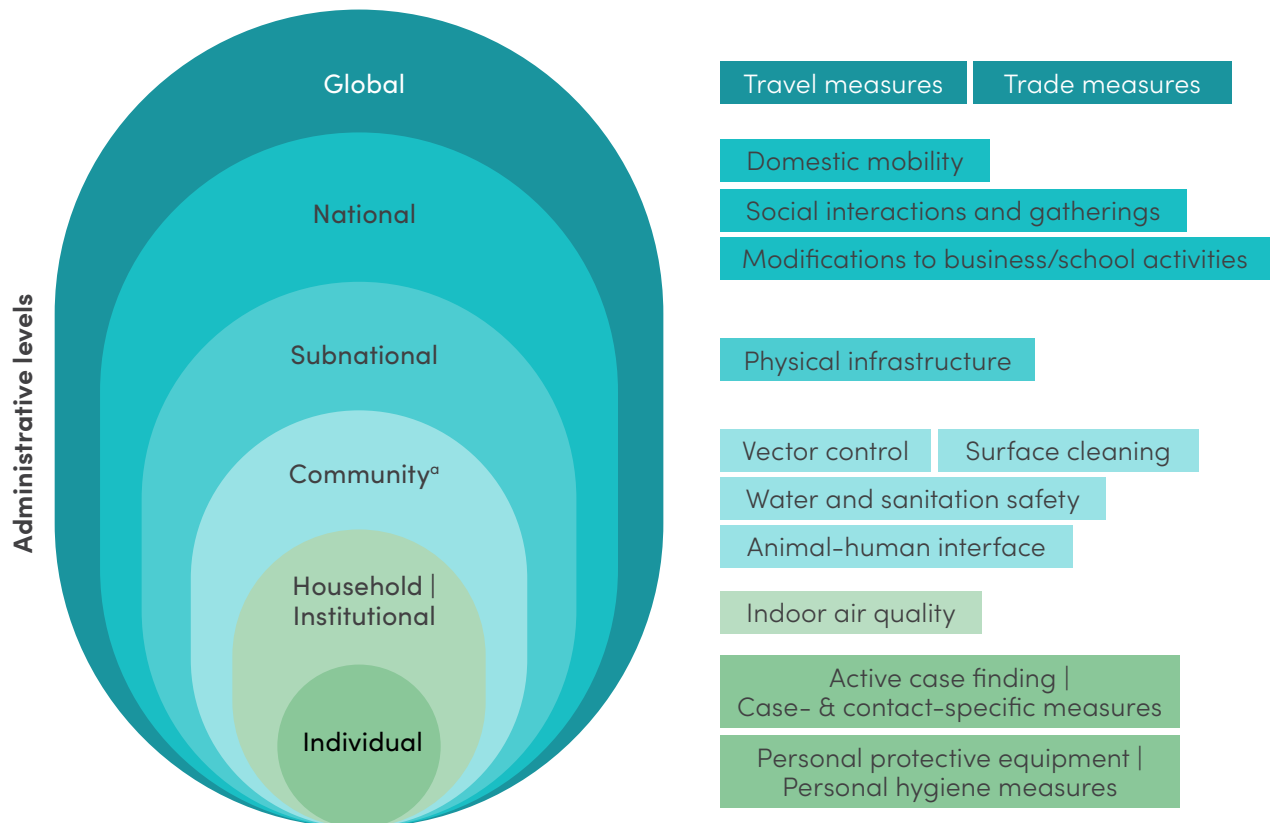 Administrative levels
Global
National
Subnational
Communityᵃ
Household |
Institutional
Individual
Travel measures
Trade measures
Domestic mobility
Social interactions and gatherings
Modifications to business/school activities
Physical infrastructure
Vector control
Surface cleaning
Water and sanitation safety
Animal-human interface
Indoor air quality
Active case finding |
Case- & contact-specific measures
Personal protective equipment |
Personal hygiene measures